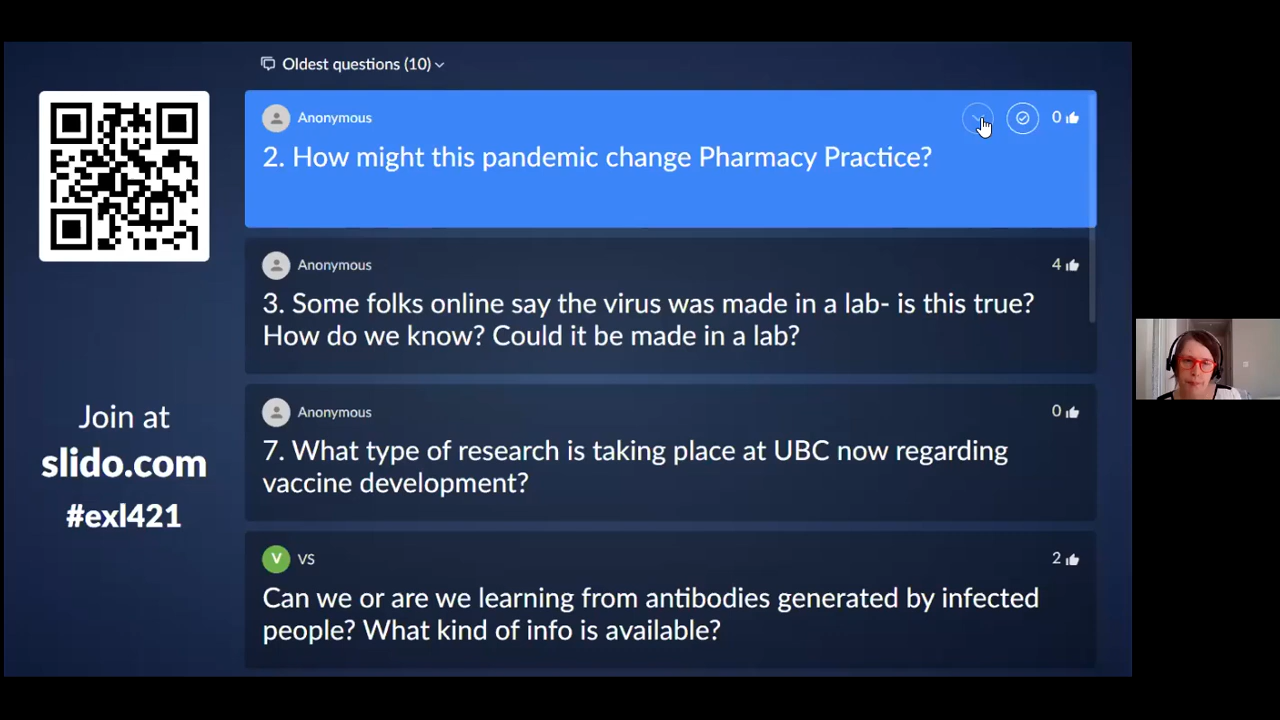 Oldest questions (10)
Anonymous
0
2. How might this pandemic change Pharmacy Practice?
Anonymous
4
3. Some folks online say the virus was made in a lab- is this true?
How do we know? Could it be made in a lab?
Anonymous
0
7. What type of research is taking place at UBC now regarding
vaccine development?
V VS
2
Can we or are we learning from antibodies generated by infected
people? What kind of info is available?
Join at
slido.com
#exl421